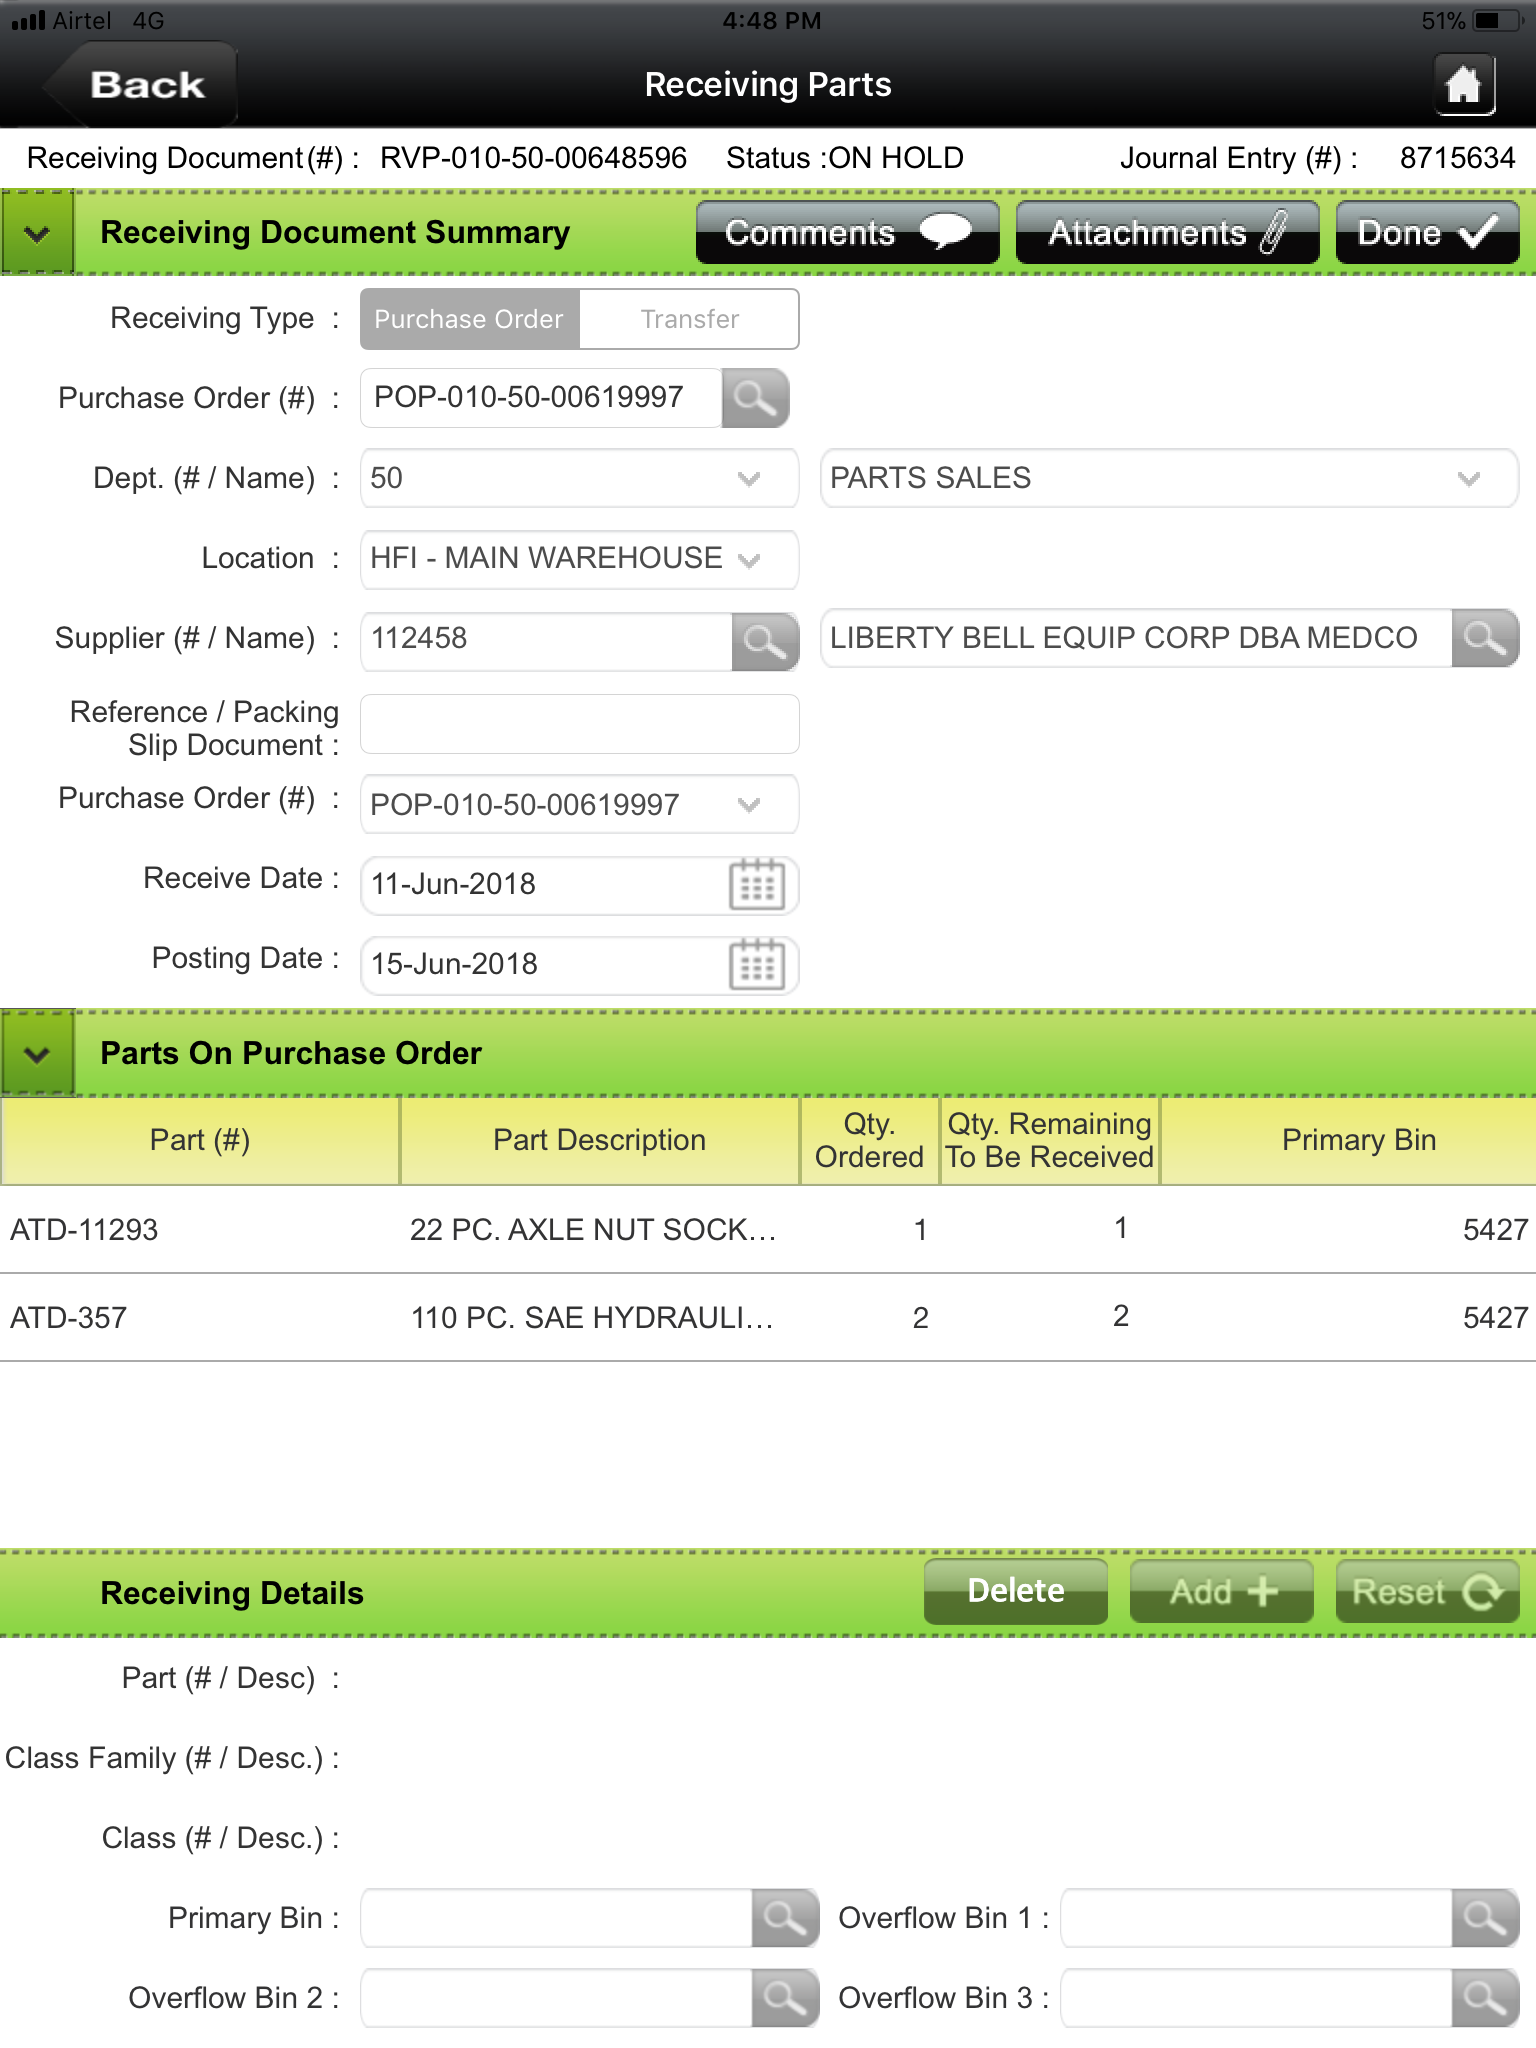 Airtel 4G 4:48 PM 51%
Back Receiving Parts
Receiving Document(#) : RVP-010-50-00648596 Status :ON HOLD Journal Entry (#) : 8715634
Receiving Document Summary Comments Attachments Done
Receiving Type : Purchase Order Transfer
Purchase Order (#) : POP-010-50-00619997
Dept. (# / Name) : 50 PARTS SALES
Location : HFI - MAIN WAREHOUSE
Supplier (# / Name) : 112458 LIBERTY BELL EQUIP CORP DBA MEDCO
Reference / Packing
Slip Document :
Purchase Order (#) : POP-010-50-00619997
Receive Date : 11-Jun-2018
Posting Date : 15-Jun-2018
Parts On Purchase Order
Part (#) Part Description Qty. Ordered Qty. Remaining To Be Received Primary Bin
ATD-11293 22 PC. AXLE NUT SOCK... 1 1 5427
ATD-357 110 PC. SAE HYDRAULI... 2 2 5427
Receiving Details Delete Add Reset
Part (# / Desc) :
Class Family (# / Desc.) :
Class (# / Desc.) :
Primary Bin : Overflow Bin 1 :
Overflow Bin 2 : Overflow Bin 3 :